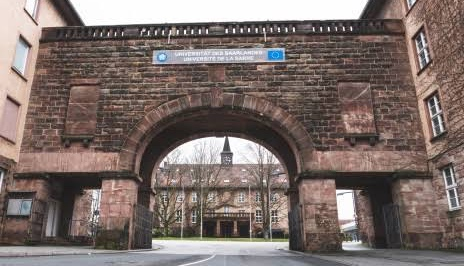 UNIVERSITÄT DES SAARLANDES
UNIVERSITÉ DE LA SARRE